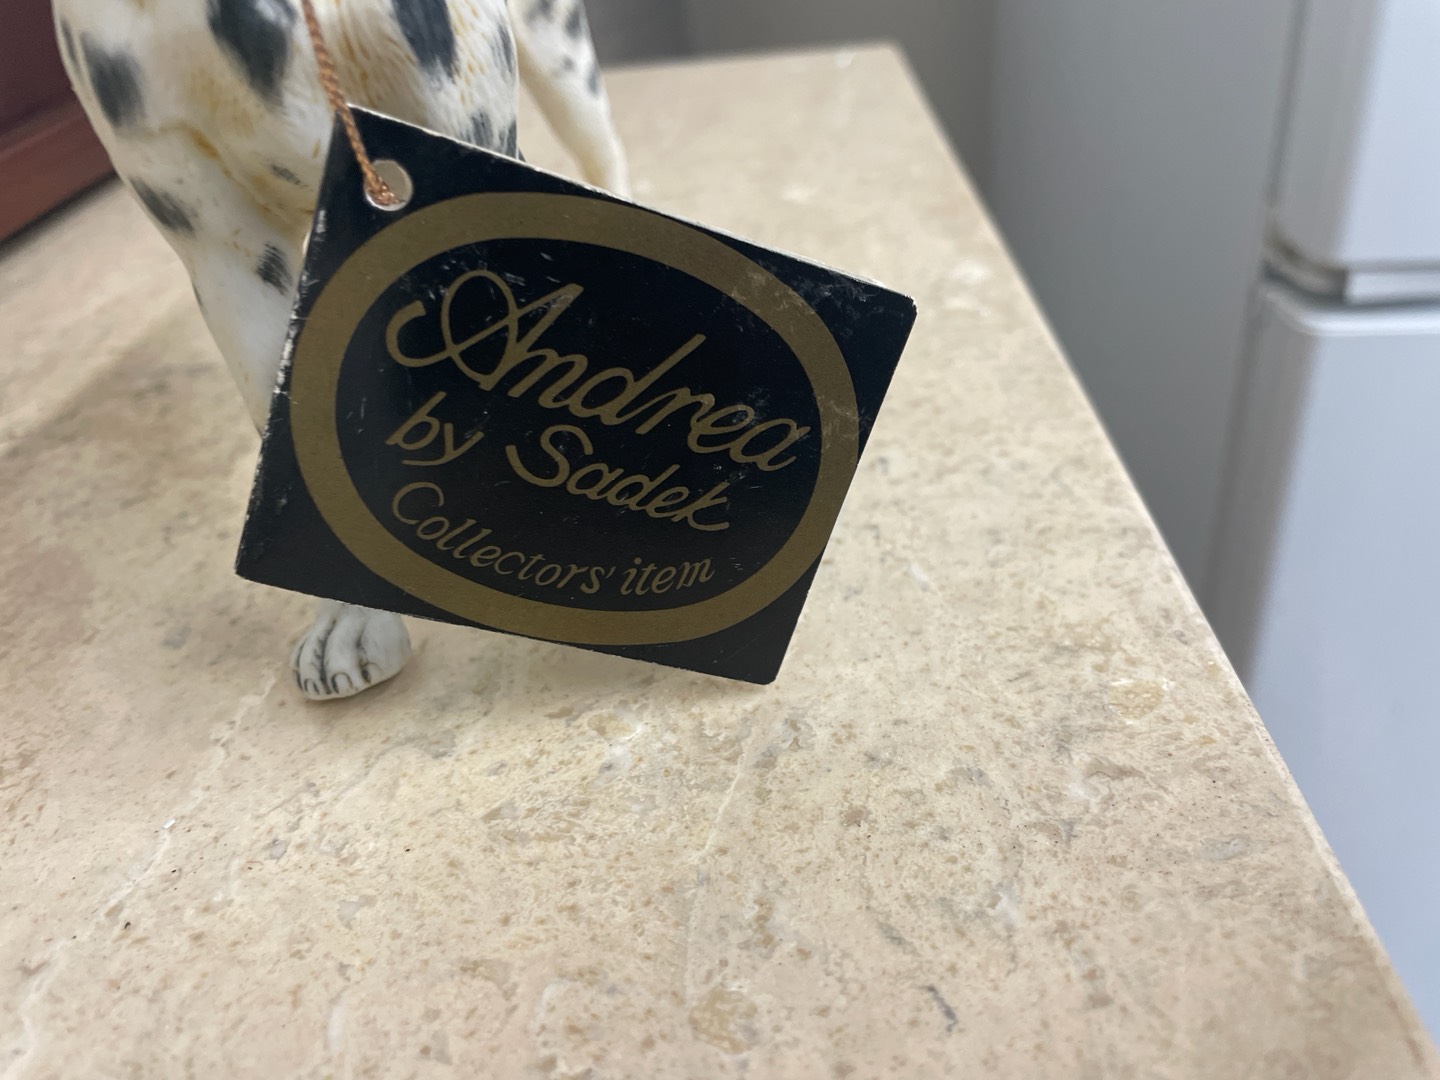 Andrea
by Sadek
Collectors' item